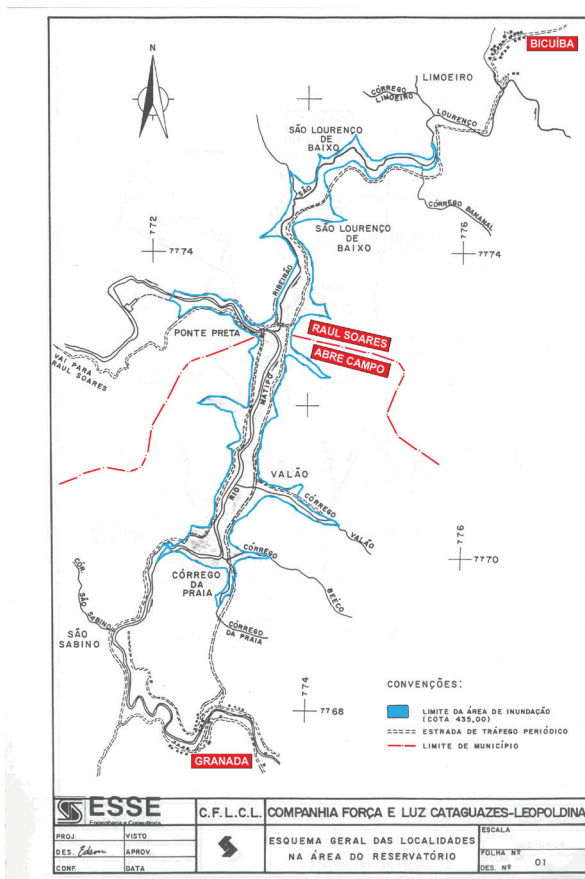 BICUÍBA
LIMOEIRO
CÓRREGO
LIMOEIRO
LOURENÇO
N
SÃO LOURENÇO
DE
BAIXO
SÃO
CÓRREGO BANANAL
772
7774
SÃO LOURENÇO
DE
BAIXO
776
7774
RIBEIRÃO
PONTE PRETA
RAUL SOARES
ABRE CAMPO
VAI PARA
RAUL SOARES
MATIPÓ
VALÃO
RIO
CÓRREGO
VALÃO
776
7770
CÓRREGO
CÓR.
SÃO SABINO
CÓRREGO
DA
PRAIA
BEÉCO
SÃO
SABINO
CÓRREGO
DA PRAIA
774
7768
GRANADA
CONVENÇÕES:
LIMITE DA ÁREA DE INUNDAÇÃO
(COTA 435,00)
ESTRADA DE TRÁFEGO PERIÓDICO
LIMITE DE MUNICÍPIO
ESSE
Engenharia e Consultoria
C.F.L.C.L.
COMPANHIA FORÇA E LUZ CATAGUAZES-LEOPOLDINA
PROJ.
VISTO
DES. Edson
APROV.
CONF.
DATA
ESQUEMA GERAL DAS LOCALIDADES
NA ÁREA DO RESERVATÓRIO
ESCALA
FOLHA Nº
DES. Nº 01